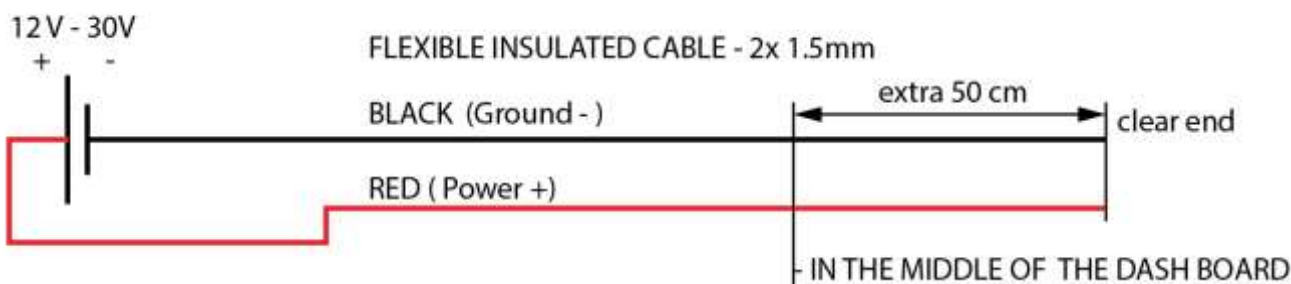 12 V - 30V
+ -
FLEXIBLE INSULATED CABLE - 2x 1.5mm
extra 50 cm
BLACK (Ground - )
clear end
RED ( Power +)
- IN THE MIDDLE OF THE DASH BOARD